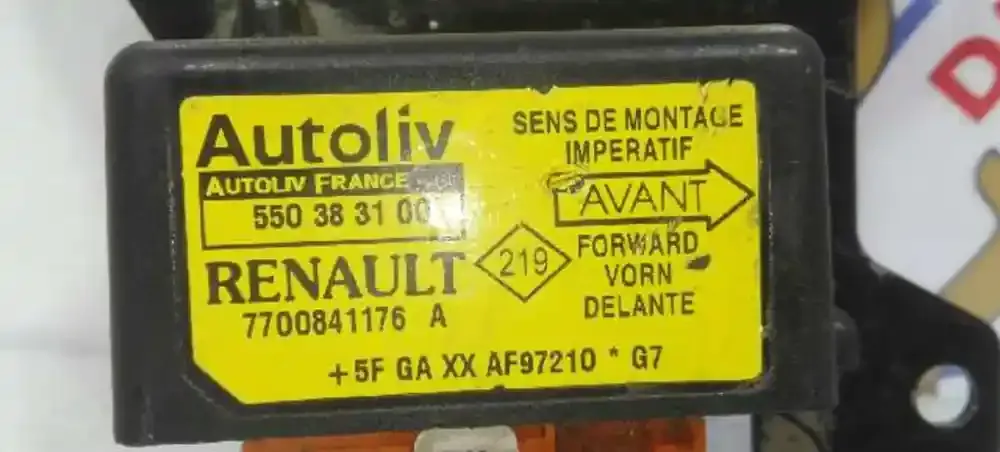 Autoliv
AUTOLIV FRANCE
550 38 31 00
RENAULT
7700841176 A
219
SENS DE MONTAGE
IMPERATIF
AVANT
FORWARD
VORN
DELANTE
+5F GA XX AF97210 * G7